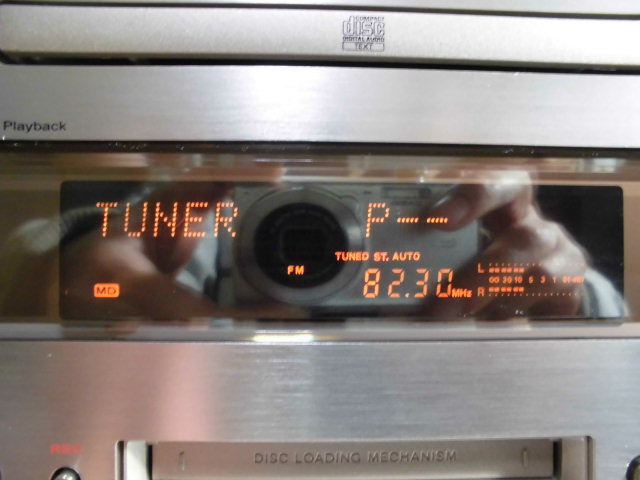 COMPACT
disc
DIGITAL AUDIO
TEXT
Playback
TUNER P--
TUNED ST. AUTO
FM
MD
82.30 MHz
L
R
REC
DISC LOADING MECHANISM